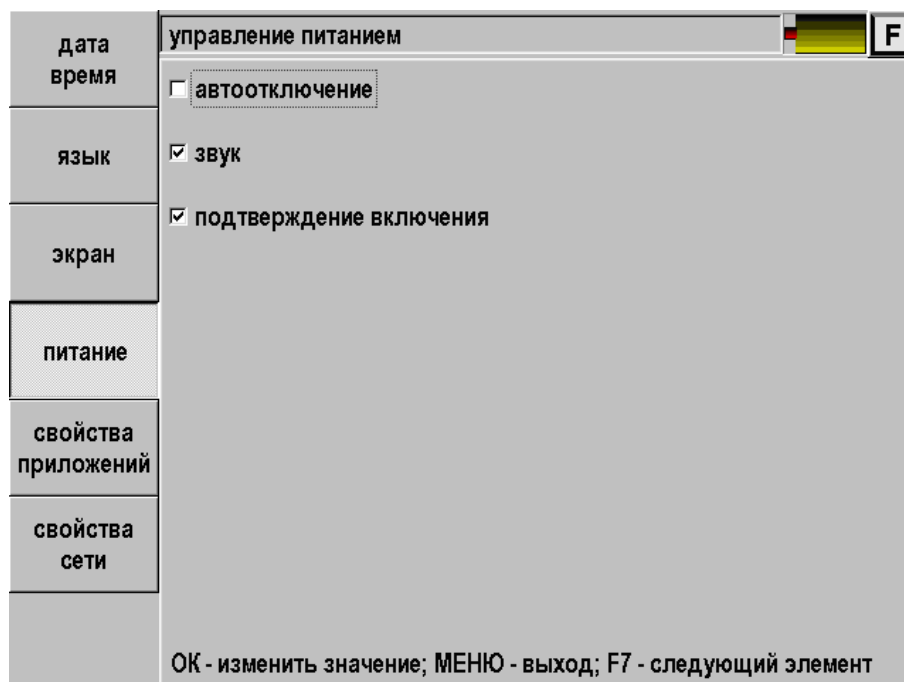 дата
время
язык
экран
питание
свойства
приложений
свойства
сети
управление питанием
F
автоотключение
звук
подтверждение включения
OK - изменить значение; МЕНЮ - выход; F7 - следующий элемент